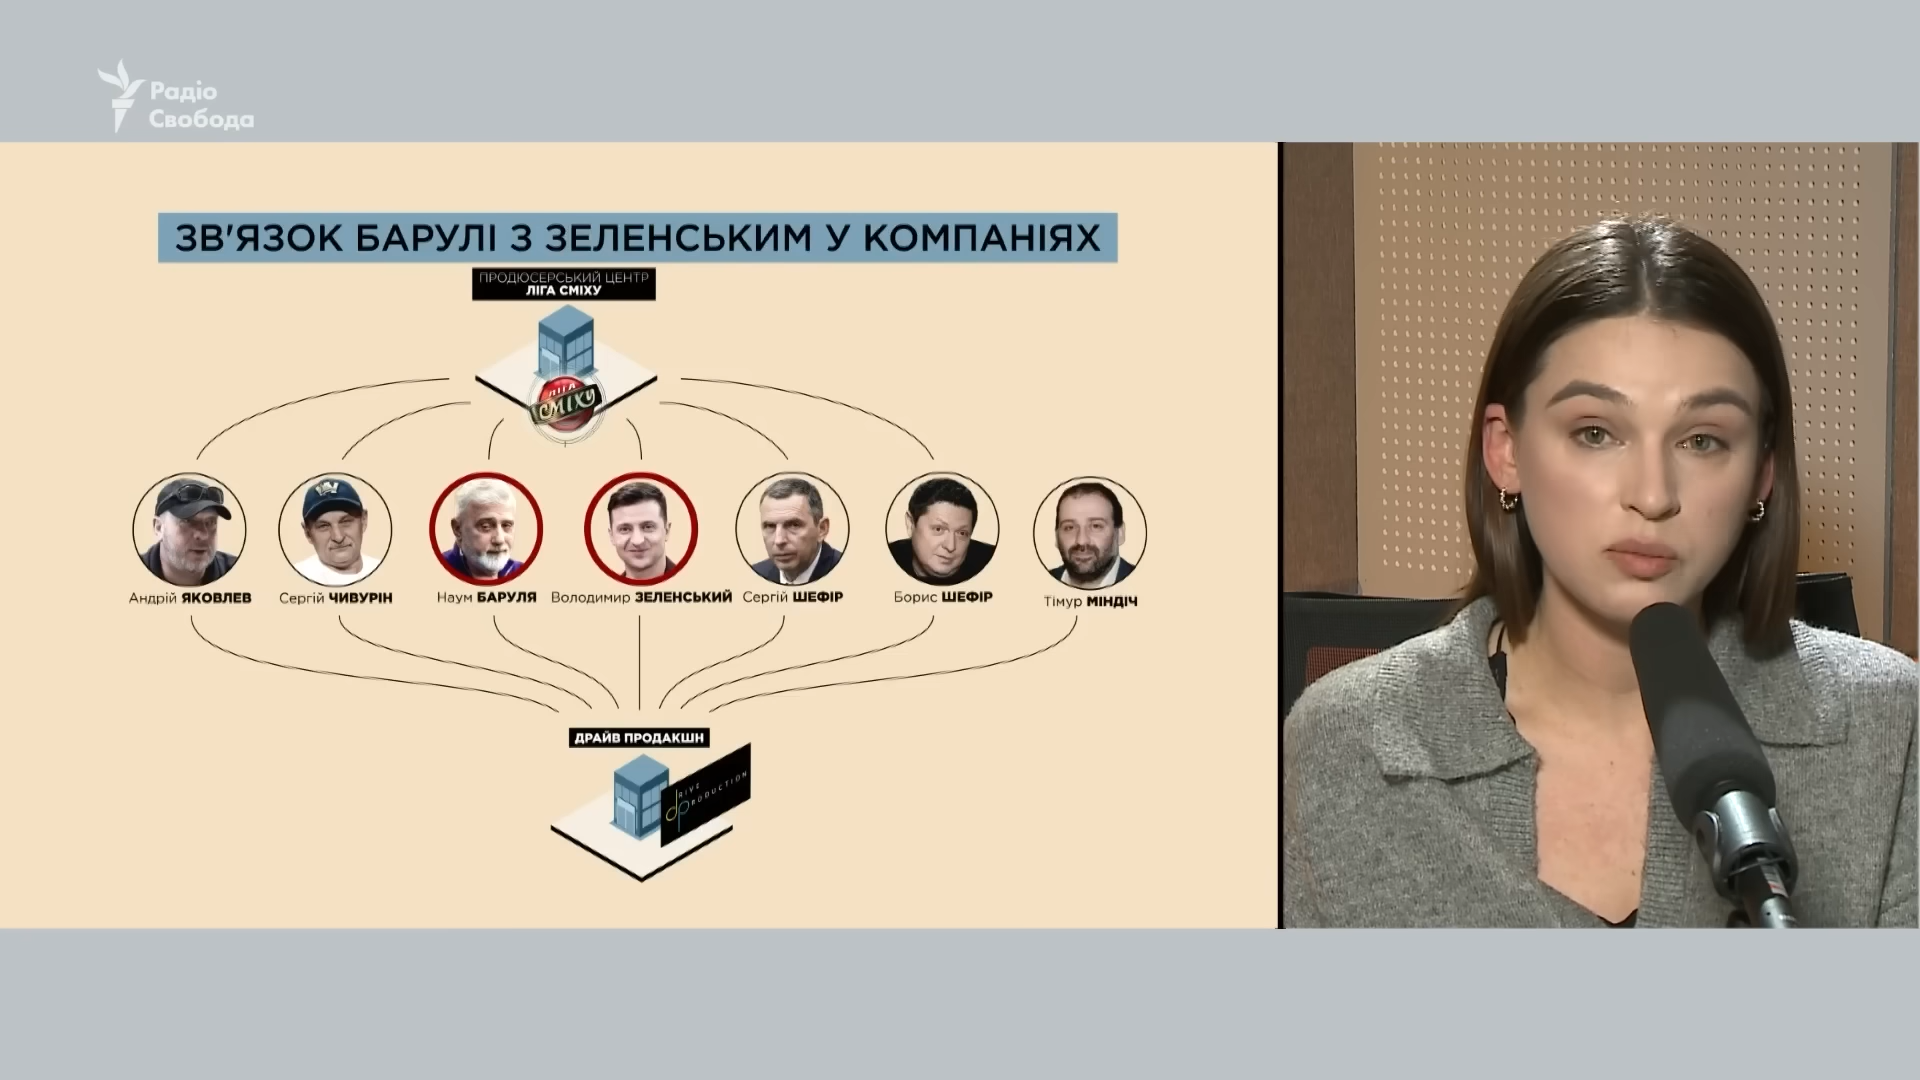 Радіо
Свобода
ЗВ'ЯЗОК БАРУЛІ З ЗЕЛЕНСЬКИМ У КОМПАНІЯХ
ПРОДЮСЕРСЬКИЙ ЦЕНТР
ЛІГА СМІХУ
ЛІГА
СМІХУ
Андрій ЯКОВЛЕВ
Сергій ЧИВУРІН
Наум БАРУЛЯ
Володимир ЗЕЛЕНСЬКИЙ
Сергій ШЕФІР
Борис ШЕФІР
Тімур МІНДІЧ
ДРАЙВ ПРОДАКШН
DRIVE
PRODUCTION